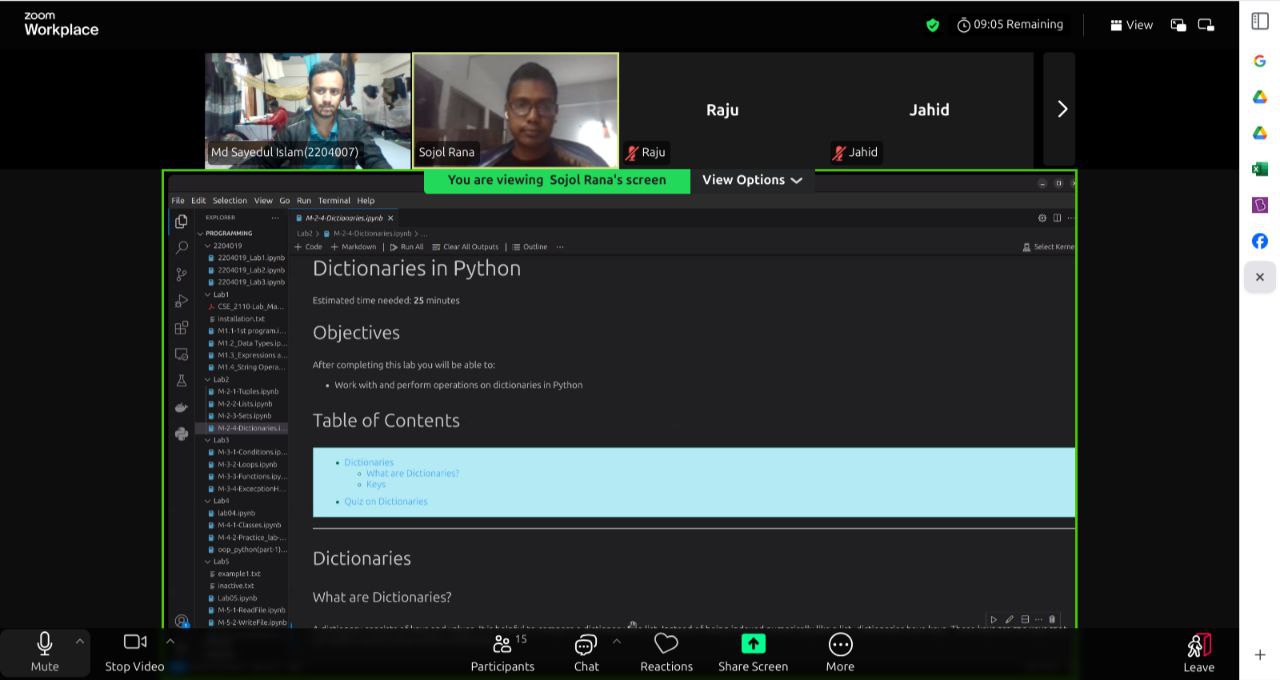 zoom
Workplace
09:05 Remaining
View
Md Sayedul Islam(2204007)
Sojol Rana
Raju
Raju
Jahid
Jahid
You are viewing Sojol Rana's screen
View Options
File Edit Selection View Go Run Terminal Help
EXPLORER
M-2-4-Dictionaries.ipynb
Lab2 > M-2-4-Dictionaries.ipynb > ...
+ Code + Markdown | Run All Clear All Outputs | Outline ...
Select Kerne
PROGRAMMING
2204019
2204019_Lab1.ipynb
2204019_Lab2.ipynb
2204019_Lab3.ipynb
Lab1
CSE_2110-Lab_Ma...
installation.txt
M1.1-1st program.i...
M1.2_Data Types.ip...
M1.3_Expressions a...
M1.4_String Opera...
Lab2
M-2-1-Tuples.ipynb
M-2-2-Lists.ipynb
M-2-3-Sets.ipynb
M-2-4-Dictionaries.i...
Lab3
M-3-1-Conditions.ip...
M-3-2-Loops.ipynb
M-3-3-Functions.ipy...
M-3-4-ExcecptionH...
Lab4
lab04.ipynb
M-4-1-Classes.ipynb
M-4-2-Practice_lab-...
oop_python(part-1)...
Lab5
example1.txt
inactive.txt
Lab05.ipynb
M-5-1-ReadFile.ipynb
M-5-2-WriteFile.ipynb
Dictionaries in Python
Estimated time needed: 25 minutes
Objectives
After completing this lab you will be able to:
• Work with and perform operations on dictionaries in Python
Table of Contents
• Dictionaries
What are Dictionaries?
Keys
• Quiz on Dictionaries
Dictionaries
What are Dictionaries?
Mute
Stop Video
15
Participants
Chat
Reactions
Share Screen
More
Leave